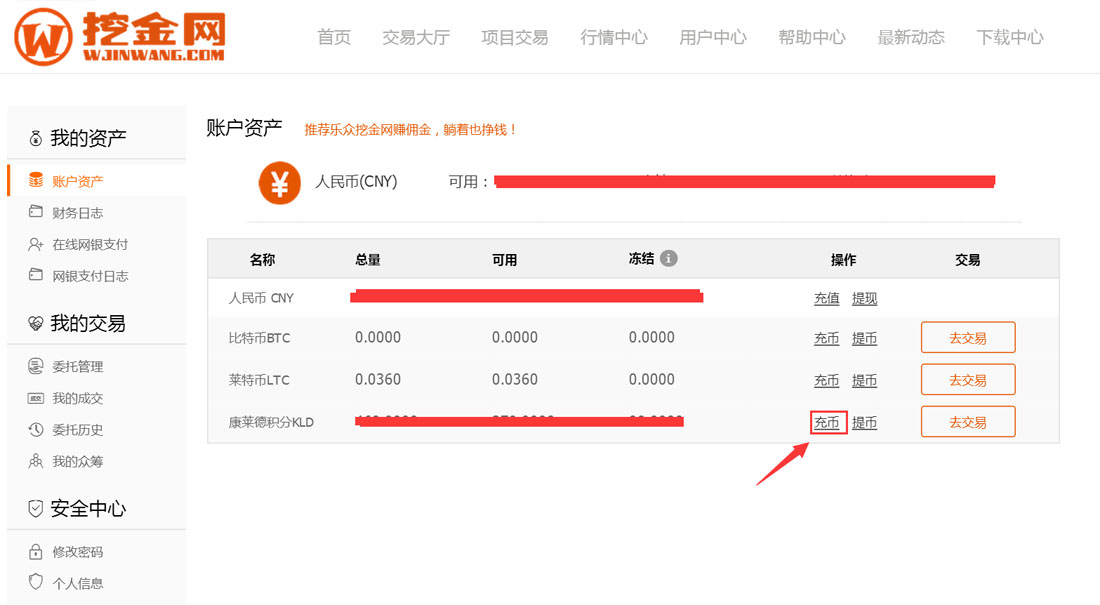 挖金网
WJINWANG.COM
首页 交易大厅 项目交易 行情中心 用户中心 帮助中心 最新动态 下载中心
我的资产
账户资产
财务日志
在线网银支付
网银支付日志
我的交易
委托管理
我的成交
委托历史
我的众筹
安全中心
修改密码
个人信息
账户资产 推荐乐众挖金网赚佣金，躺着也挣钱！
¥ 人民币(CNY) 可用：
名称 总量 可用 冻结 i 操作 交易
人民币 CNY 充值 提现
比特币BTC 0.0000 0.0000 0.0000 充币 提币 去交易
莱特币LTC 0.0360 0.0360 0.0000 充币 提币 去交易
康莱德积分KLD 充币 提币 去交易